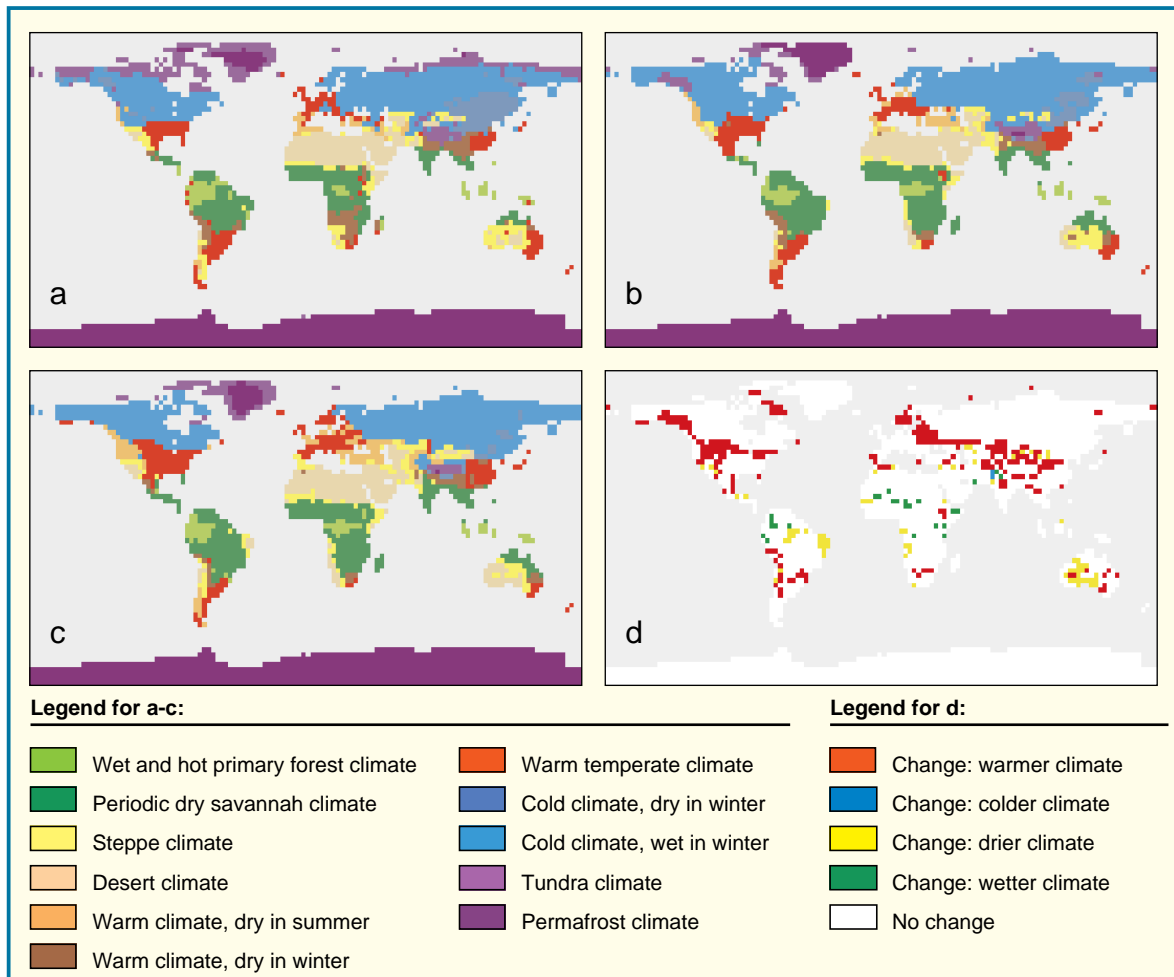 a
b
c
d
Legend for a-c:
Wet and hot primary forest climate
Periodic dry savannah climate
Steppe climate
Desert climate
Warm climate, dry in summer
Warm climate, dry in winter
Warm temperate climate
Cold climate, dry in winter
Cold climate, wet in winter
Tundra climate
Permafrost climate
Legend for d:
Change: warmer climate
Change: colder climate
Change: drier climate
Change: wetter climate
No change